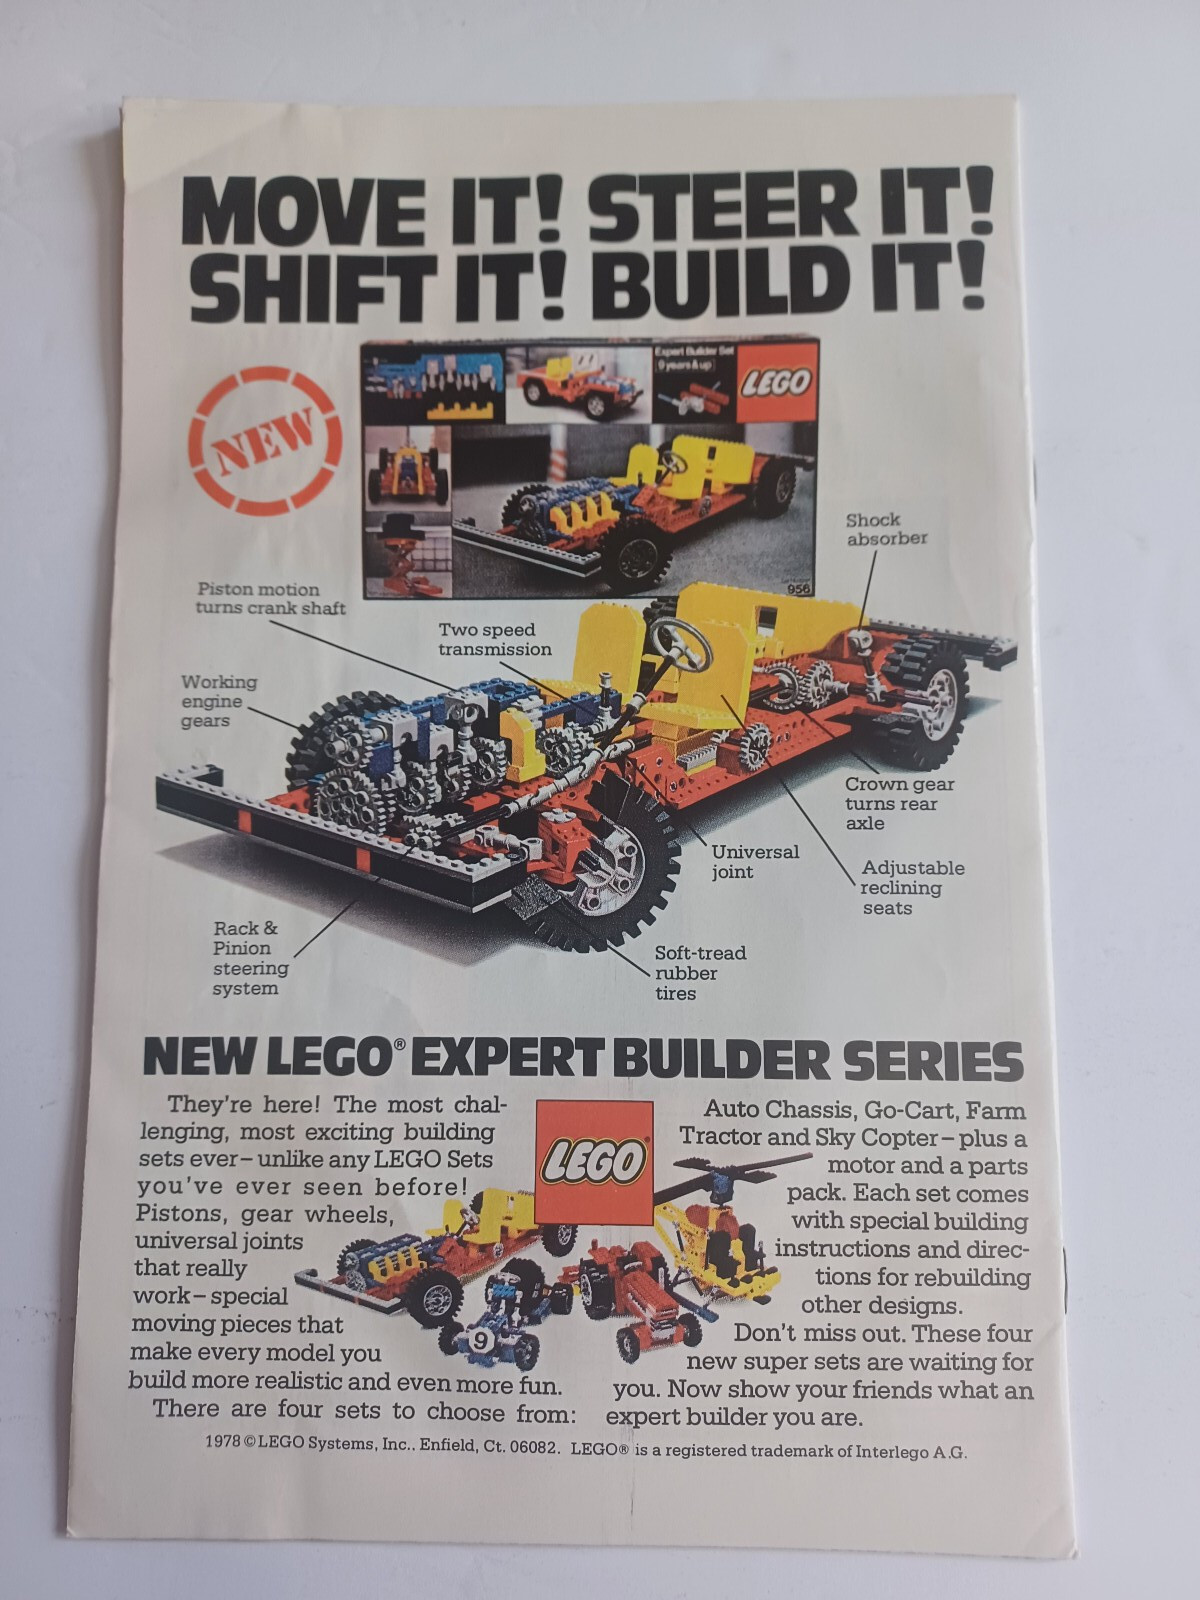 MOVE IT! STEER IT!
SHIFT IT! BUILD IT!
NEW
Expert Builder Set
9 years & up
LEGO
956
Shock
absorber
Piston motion
turns crank shaft
Two speed
transmission
Working
engine
gears
Crown gear
turns rear
axle
Universal
joint
Adjustable
reclining
seats
Rack &
Pinion
steering
system
Soft-tread
rubber
tires
NEW LEGO® EXPERT BUILDER SERIES
They're here! The most chal-
lenging, most exciting building
sets ever–unlike any LEGO Sets
you've ever seen before!
Pistons, gear wheels,
universal joints
that really
work–special
moving pieces that
make every model you
build more realistic and even more fun.
There are four sets to choose from:
LEGO®
9
Auto Chassis, Go-Cart, Farm
Tractor and Sky Copter–plus a
motor and a parts
pack. Each set comes
with special building
instructions and direc-
tions for rebuilding
other designs.
Don't miss out. These four
new super sets are waiting for
you. Now show your friends what an
expert builder you are.
1978 © LEGO Systems, Inc.. Enfield, Ct. 06082. LEGO® is a registered trademark of Interlego A.G.